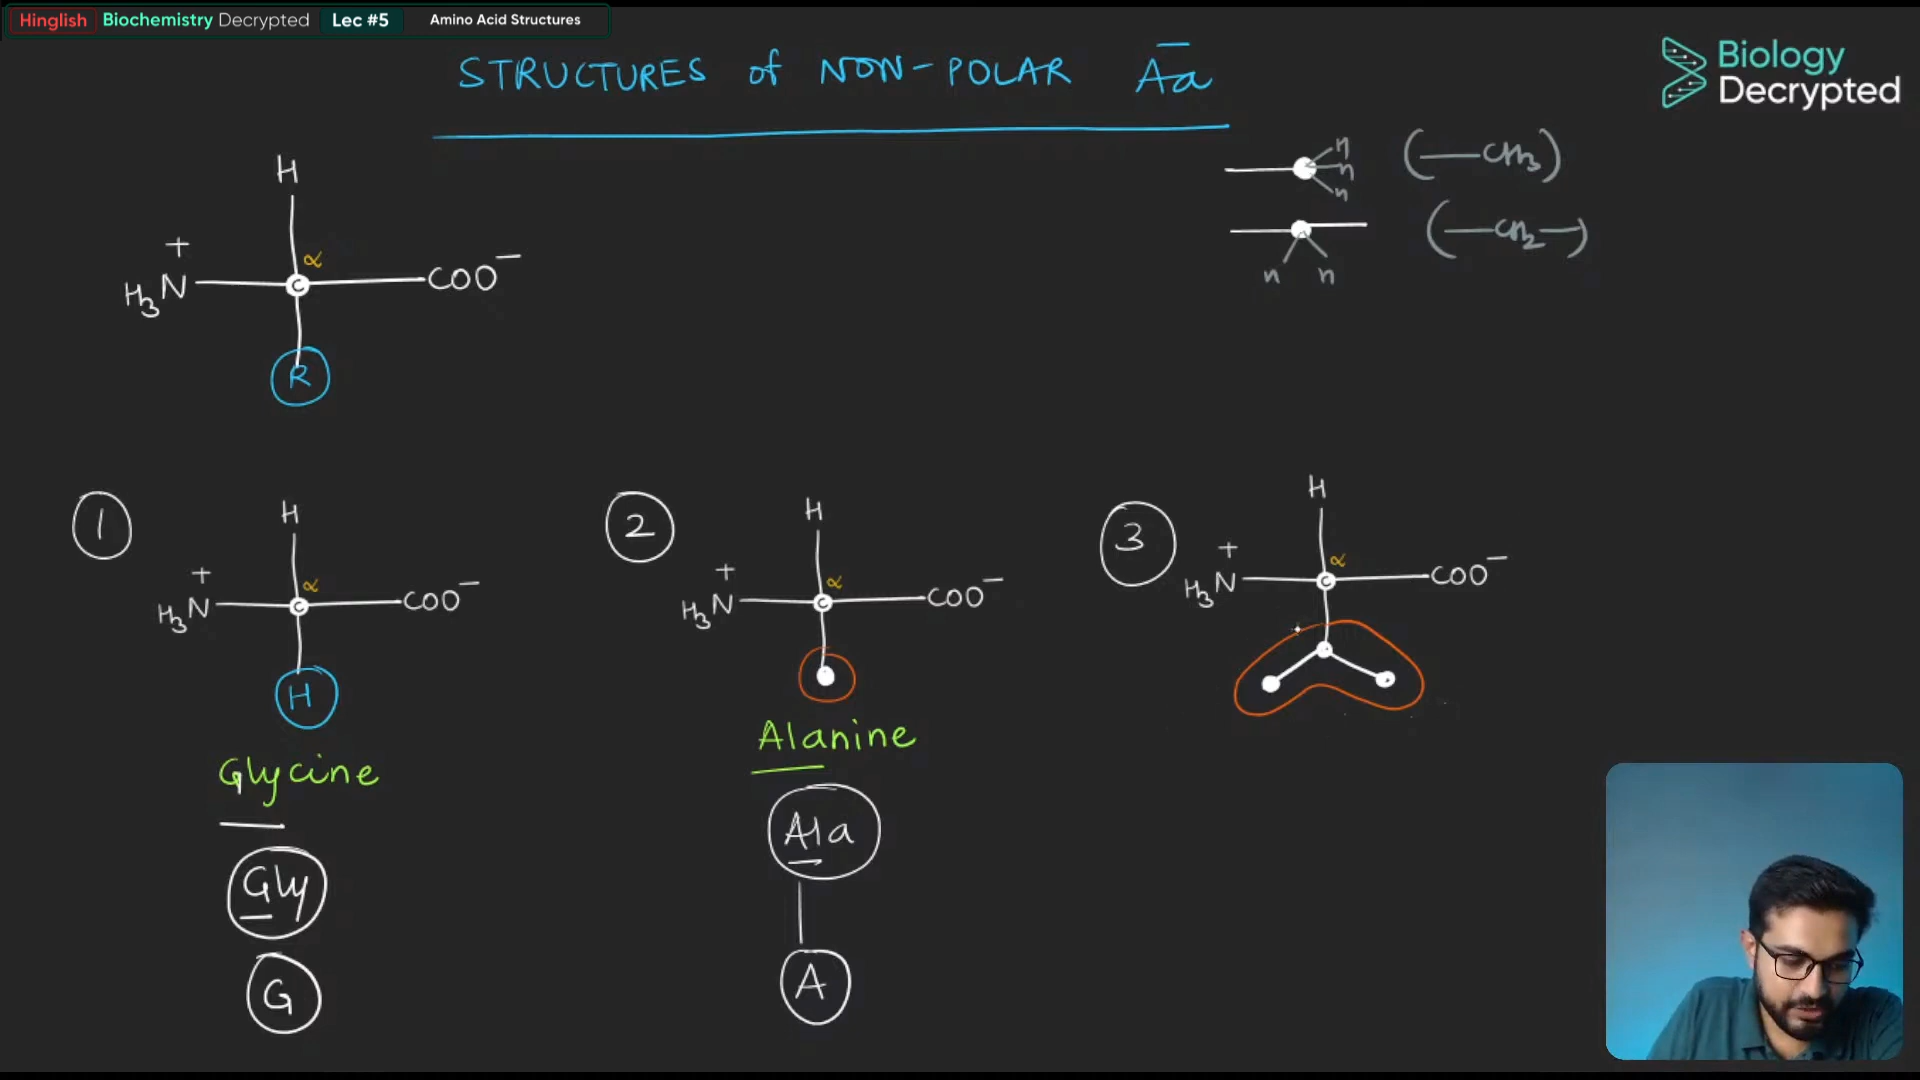 Hinglish Biochemistry Decrypted Lec #5 Amino Acid Structures
Biology
Decrypted
STRUCTURES of NON-POLAR Aa
H
+
H₃N C α COO⁻
R
n
n
n
(—CH₃)
n n
(—CH₂—)
1
H
+
H₃N C α COO⁻
H
Glycine
Gly
G
2
H
+
H₃N C α COO⁻
Alanine
Ala
A
3
H
+
H₃N C α COO⁻